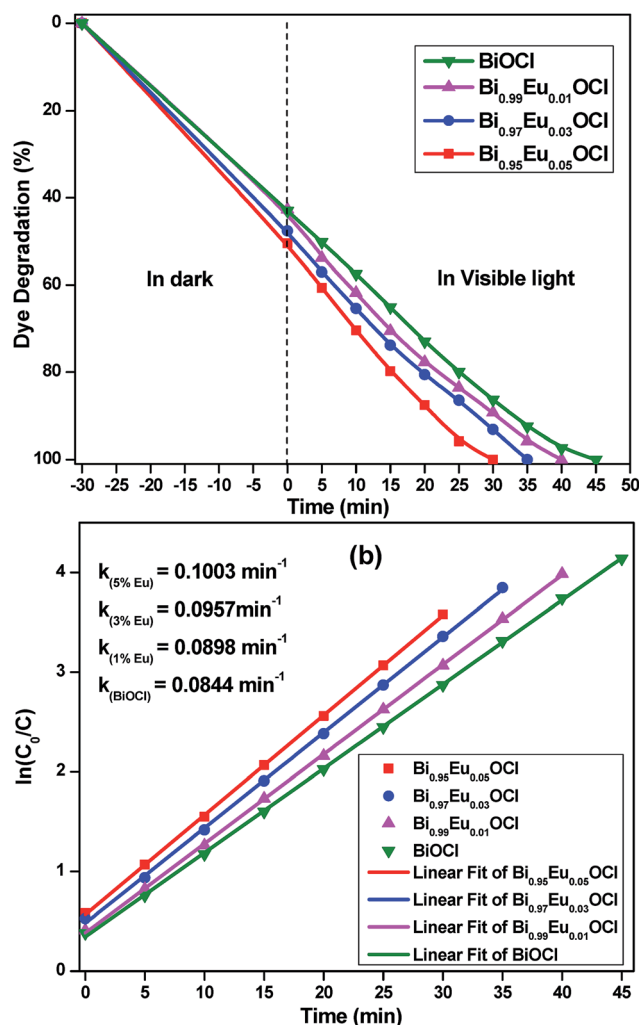 0
20
40
60
80
100
Dye Degradation (%)
BiOCl
Bi₀.₉₉Eu₀.₀₁OCl
Bi₀.₉₇Eu₀.₀₃OCl
Bi₀.₉₅Eu₀.₀₅OCl
In dark
In Visible light
-30 -25 -20 -15 -10 -5 0 5 10 15 20 25 30 35 40 45 50
Time (min)
(b)
k(5% Eu) = 0.1003 min⁻¹
k(3% Eu) = 0.0957min⁻¹
k(1% Eu) = 0.0898 min⁻¹
k(BiOCl) = 0.0844 min⁻¹
4
3
2
1
0
ln(C₀/C)
Bi₀.₉₅Eu₀.₀₅OCl
Bi₀.₉₇Eu₀.₀₃OCl
Bi₀.₉₉Eu₀.₀₁OCl
BiOCl
Linear Fit of Bi₀.₉₅Eu₀.₀₅OCl
Linear Fit of Bi₀.₉₇Eu₀.₀₃OCl
Linear Fit of Bi₀.₉₉Eu₀.₀₁OCl
Linear Fit of BiOCl
0 5 10 15 20 25 30 35 40 45
Time (min)